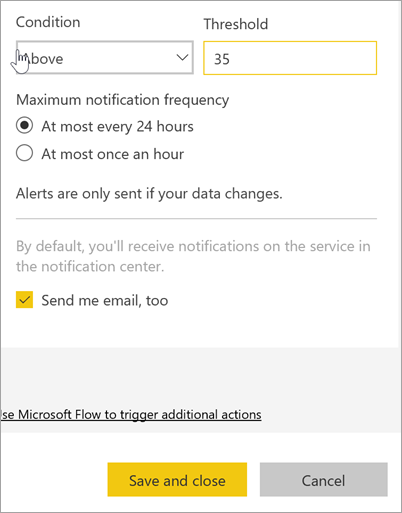 Condition
Threshold
Above
35
Maximum notification frequency
At most every 24 hours
At most once an hour
Alerts are only sent if your data changes.
By default, you'll receive notifications on the service in
the notification center.
Send me email, too
Use Microsoft Flow to trigger additional actions
Save and close
Cancel